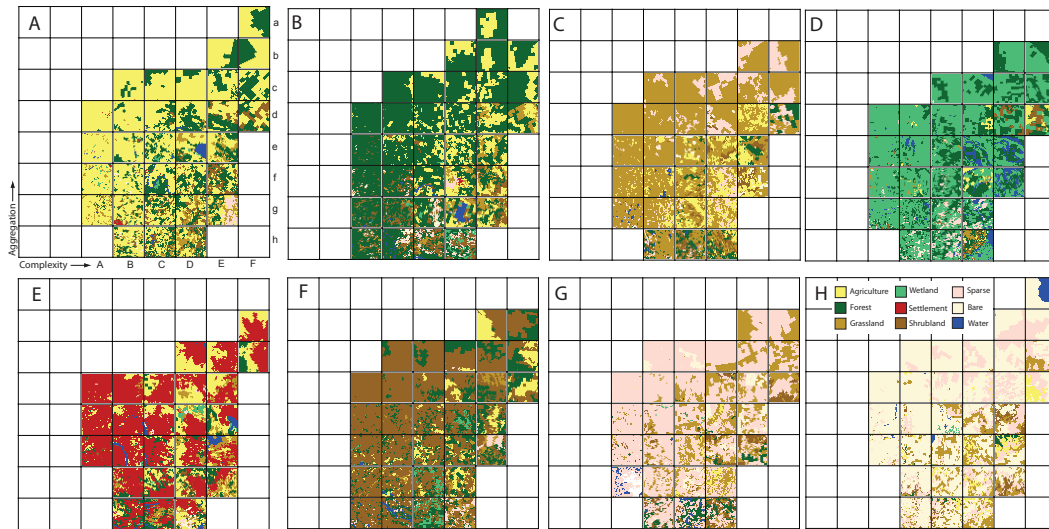 A
B
C
D
a
b
c
d
e
f
g
h
Aggregation
Complexity
A B C D E F
E
F
G
H
Agriculture Wetland Sparse
Forest Settlement Bare
Grassland Shrubland Water